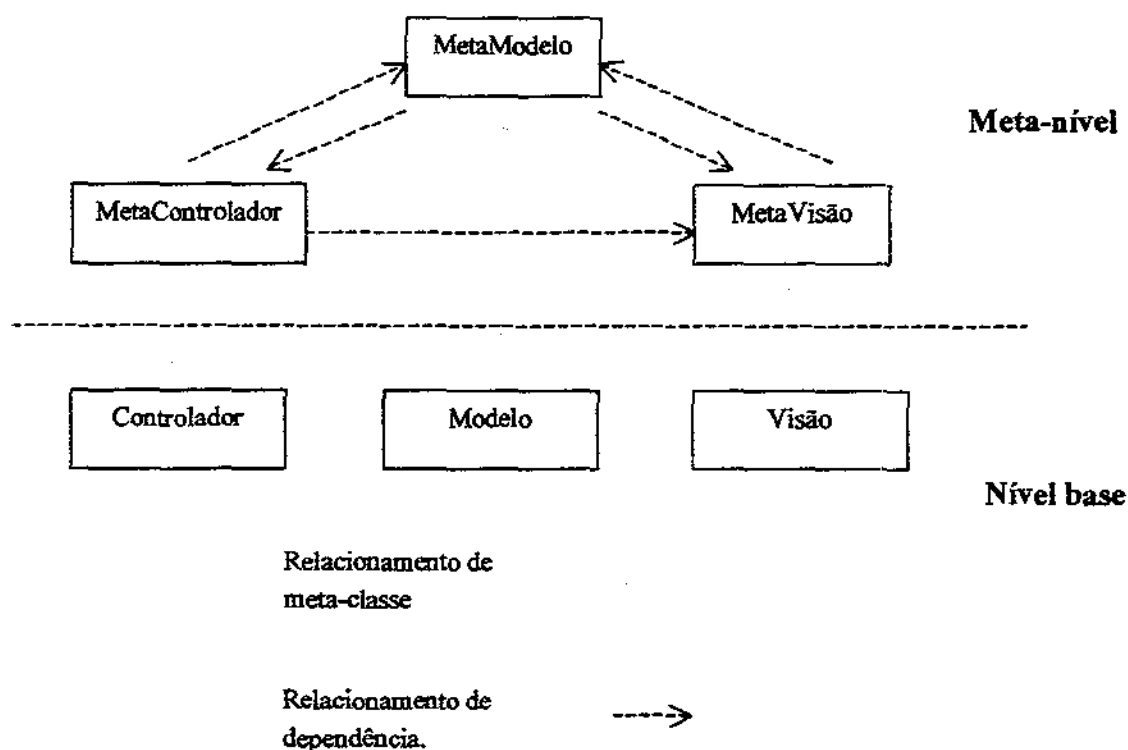 MetaModelo
Meta-nível
MetaControlador
MetaVisão
Controlador
Modelo
Visão
Nível base
Relacionamento de
meta-classe
Relacionamento de
dependência.